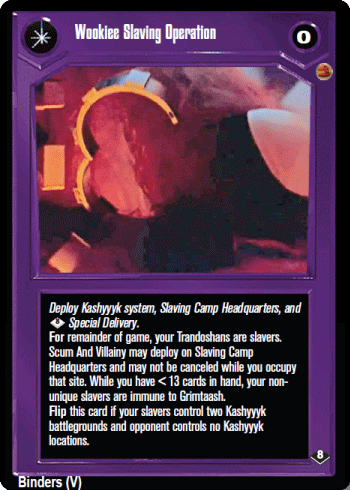 Wookiee Slaving Operation
0
Deploy Kashyyyk system, Slaving Camp Headquarters, and
Special Delivery.
For remainder of game, your Trandoshans are slavers.
Scum And Villainy may deploy on Slaving Camp
Headquarters and may not be canceled while you occupy
that site. While you have < 13 cards in hand, your non-
unique slavers are immune to Grimtaash.
Flip this card if your slavers control two Kashyyyk
battlegrounds and opponent controls no Kashyyyk
locations.
8
Binders (V)